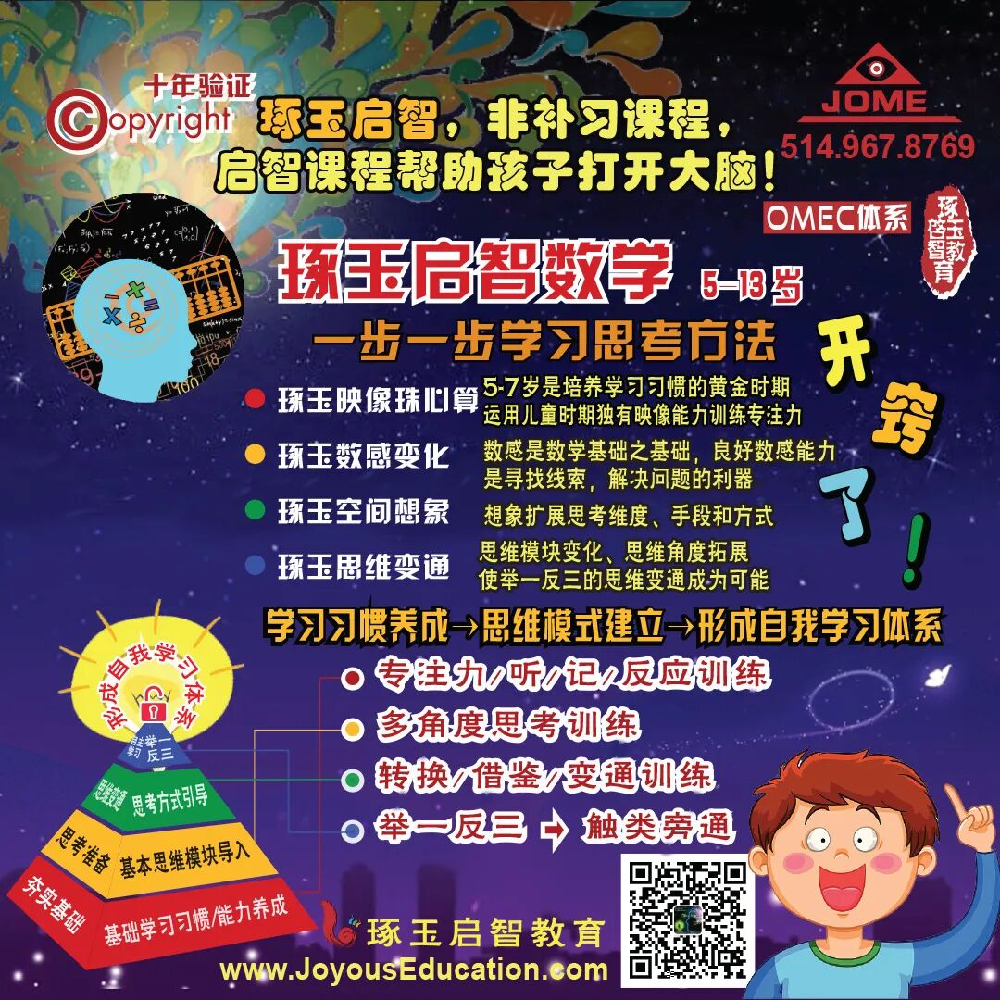 十年验证
Copyright
琢玉启智，非补习课程，
启智课程帮助孩子打开大脑！
JOME
514.967.8769
OMEC体系
琢玉教育
启智
琢玉启智数学 5-13 岁
一步一步学习思考方法
开窍了！
琢玉映像珠心算
5-7岁是培养学习习惯的黄金时期
运用儿童时期独有映像能力训练专注力
琢玉数感变化
数感是数学基础之基础，良好数感能力
是寻找线索，解决问题的利器
琢玉空间想象
想象扩展思考维度、手段和方式
琢玉思维变通
思维模块变化、思维角度拓展
使举一反三的思维变通成为可能
学习习惯养成→思维模式建立→形成自我学习体系
专注力/听/记/反应训练
多角度思考训练
转换/借鉴/变通训练
举一反三➡触类旁通
形成自我学习体系
自主学习
举一反三
思维变通
思考方式引导
思考准备
基本思维模块导入
夯实基础
基础学习习惯/能力养成
琢玉启智教育
www.JoyousEducation.com